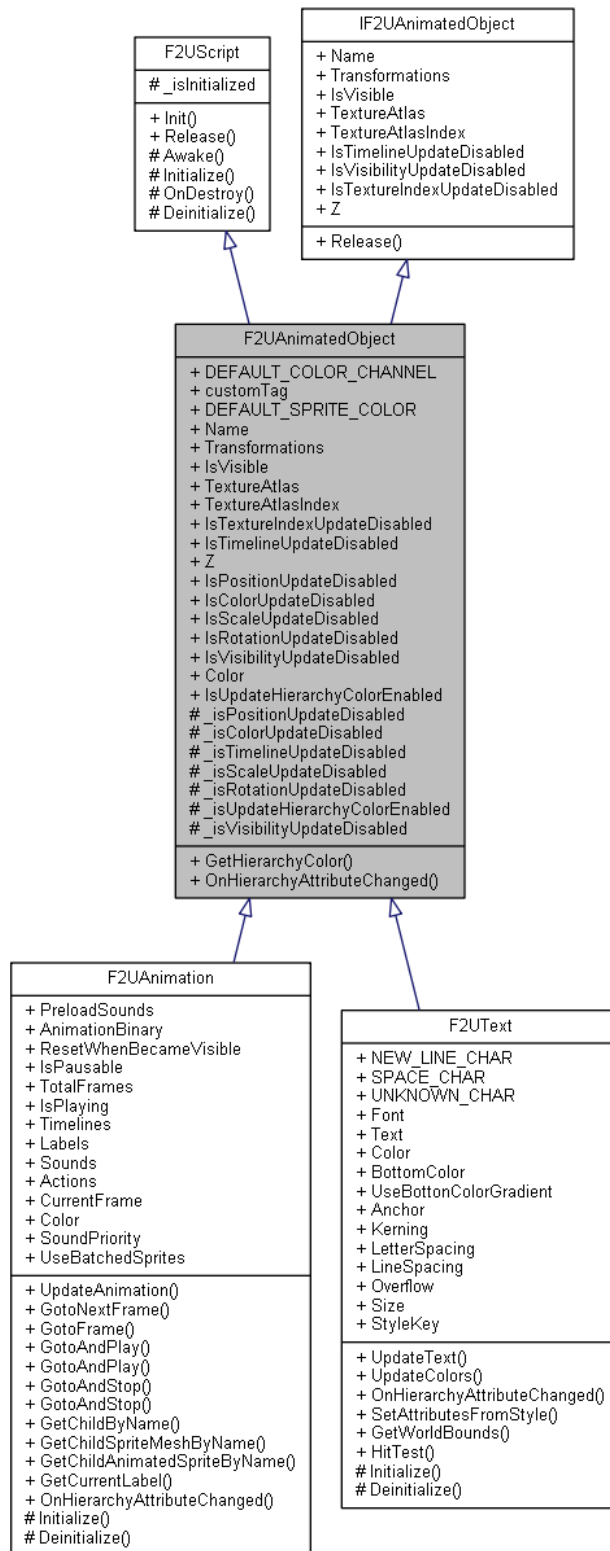 F2UScript
# _isInitialized
+ Init()
+ Release()
# Awake()
# Initialize()
# OnDestroy()
# Deinitialize()
IF2UAnimatedObject
+ Name
+ Transformations
+ IsVisible
+ TextureAtlas
+ TextureAtlasIndex
+ IsTimelineUpdateDisabled
+ IsVisibilityUpdateDisabled
+ IsTextureIndexUpdateDisabled
+ Z
+ Release()
F2UAnimatedObject
+ DEFAULT_COLOR_CHANNEL
+ customTag
+ DEFAULT_SPRITE_COLOR
+ Name
+ Transformations
+ IsVisible
+ TextureAtlas
+ TextureAtlasIndex
+ IsTextureIndexUpdateDisabled
+ IsTimelineUpdateDisabled
+ Z
+ IsPositionUpdateDisabled
+ IsColorUpdateDisabled
+ IsScaleUpdateDisabled
+ IsRotationUpdateDisabled
+ IsVisibilityUpdateDisabled
+ Color
+ IsUpdateHierarchyColorEnabled
# _isPositionUpdateDisabled
# _isColorUpdateDisabled
# _isTimelineUpdateDisabled
# _isScaleUpdateDisabled
# _isRotationUpdateDisabled
# _isUpdateHierarchyColorEnabled
# _isVisibilityUpdateDisabled
+ GetHierarchyColor()
+ OnHierarchyAttributeChanged()
F2UAnimation
+ PreloadSounds
+ AnimationBinary
+ ResetWhenBecameVisible
+ IsPausable
+ TotalFrames
+ IsPlaying
+ Timelines
+ Labels
+ Sounds
+ Actions
+ CurrentFrame
+ Color
+ SoundPriority
+ UseBatchedSprites
+ UpdateAnimation()
+ GotoNextFrame()
+ GotoFrame()
+ GotoAndPlay()
+ GotoAndPlay()
+ GotoAndStop()
+ GotoAndStop()
+ GetChildByName()
+ GetChildSpriteMeshByName()
+ GetChildAnimatedSpriteByName()
+ GetCurrentLabel()
+ OnHierarchyAttributeChanged()
# Initialize()
# Deinitialize()
F2UText
+ NEW_LINE_CHAR
+ SPACE_CHAR
+ UNKNOWN_CHAR
+ Font
+ Text
+ Color
+ BottomColor
+ UseBottonColorGradient
+ Anchor
+ Kerning
+ LetterSpacing
+ LineSpacing
+ Overflow
+ Size
+ StyleKey
+ UpdateText()
+ UpdateColors()
+ OnHierarchyAttributeChanged()
+ SetAttributesFromStyle()
+ GetWorldBounds()
+ HitTest()
# Initialize()
# Deinitialize()